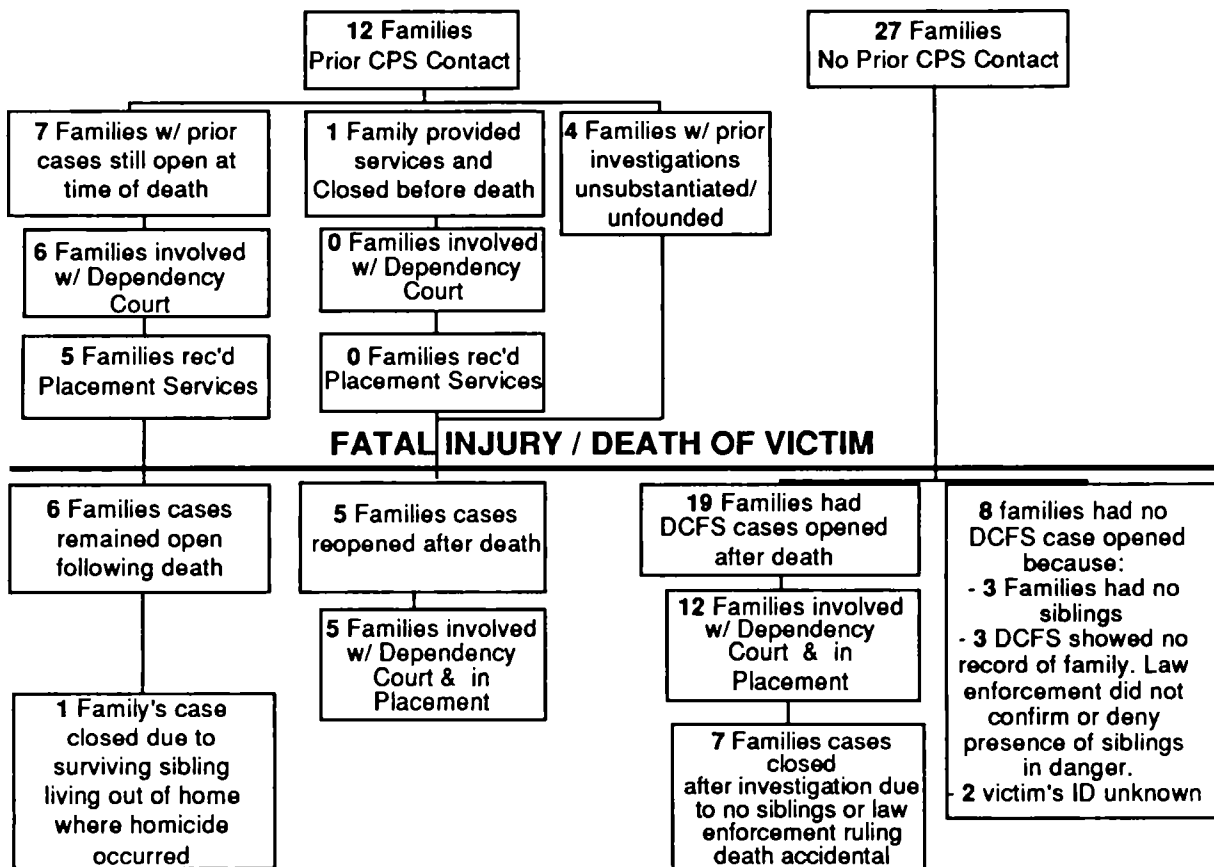 12 Families
Prior CPS Contact
27 Families
No Prior CPS Contact
7 Families w/ prior
cases still open at
time of death
1 Family provided
services and
Closed before death
4 Families w/ prior
investigations
unsubstantiated/
unfounded
6 Families involved
w/ Dependency
Court
0 Families involved
w/ Dependency
Court
5 Families rec'd
Placement Services
0 Families rec'd
Placement Services
FATAL INJURY / DEATH OF VICTIM
6 Families cases
remained open
following death
5 Families cases
reopened after death
19 Families had
DCFS cases opened
after death
8 families had no
DCFS case opened
because:
- 3 Families had no
siblings
- 3 DCFS showed no
record of family. Law
enforcement did not
confirm or deny
presence of siblings
in danger.
- 2 victim's ID unknown
5 Families involved
w/ Dependency
Court & in
Placement
12 Families involved
w/ Dependency
Court & in
Placement
1 Family's case
closed due to
surviving sibling
living out of home
where homicide
occurred
7 Families cases
closed
after investigation due
to no siblings or law
enforcement ruling
death accidental